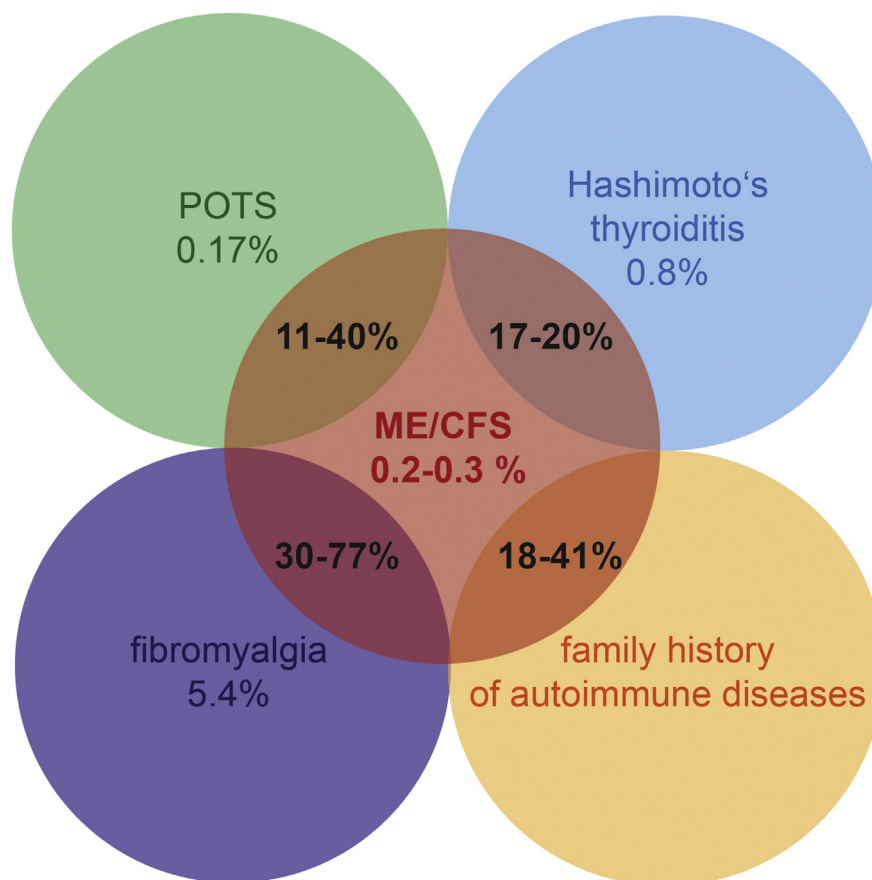 POTS
0.17%
Hashimoto‘s
thyroiditis
0.8%
11-40%
17-20%
ME/CFS
0.2-0.3 %
30-77%
18-41%
fibromyalgia
5.4%
family history
of autoimmune diseases